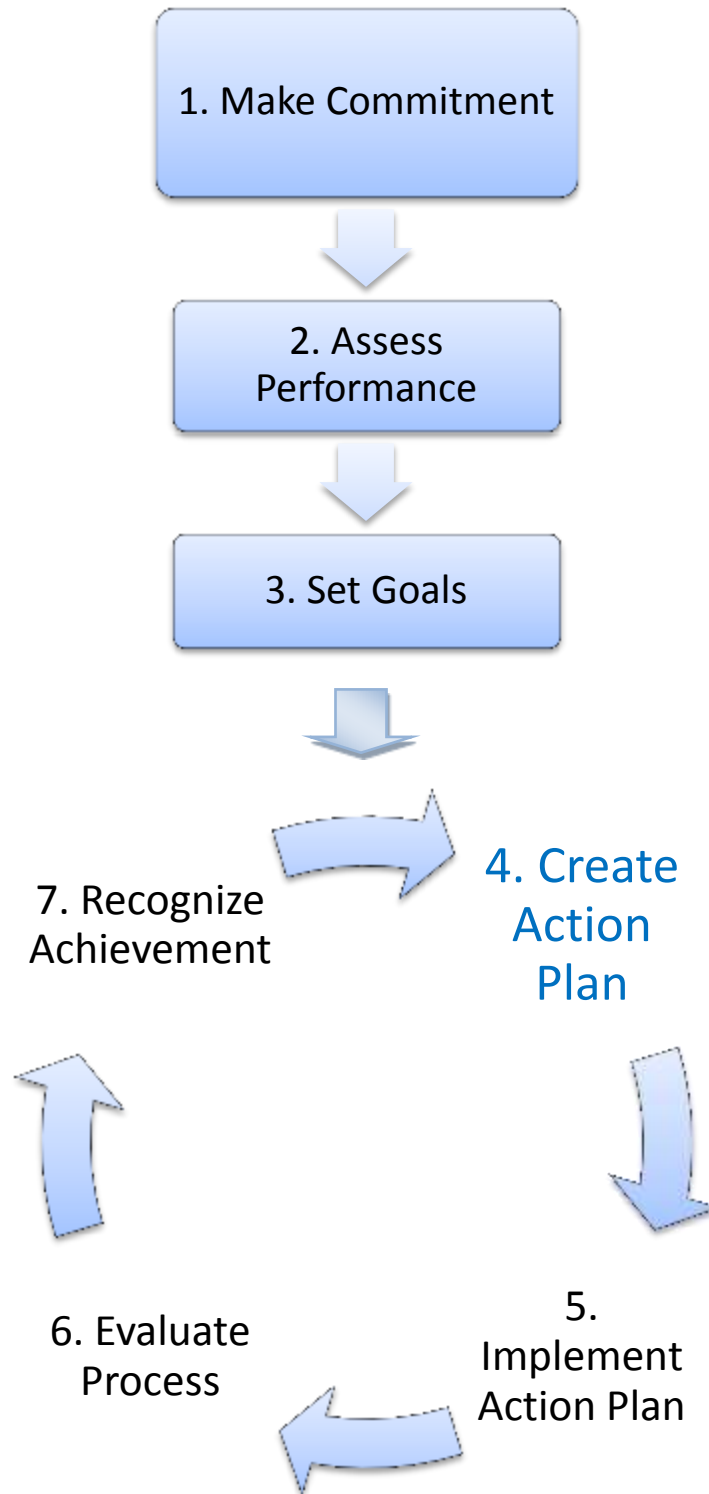 1. Make Commitment
2. Assess
Performance
3. Set Goals
4. Create
Action
Plan
5.
Implement
Action Plan
6. Evaluate
Process
7. Recognize
Achievement